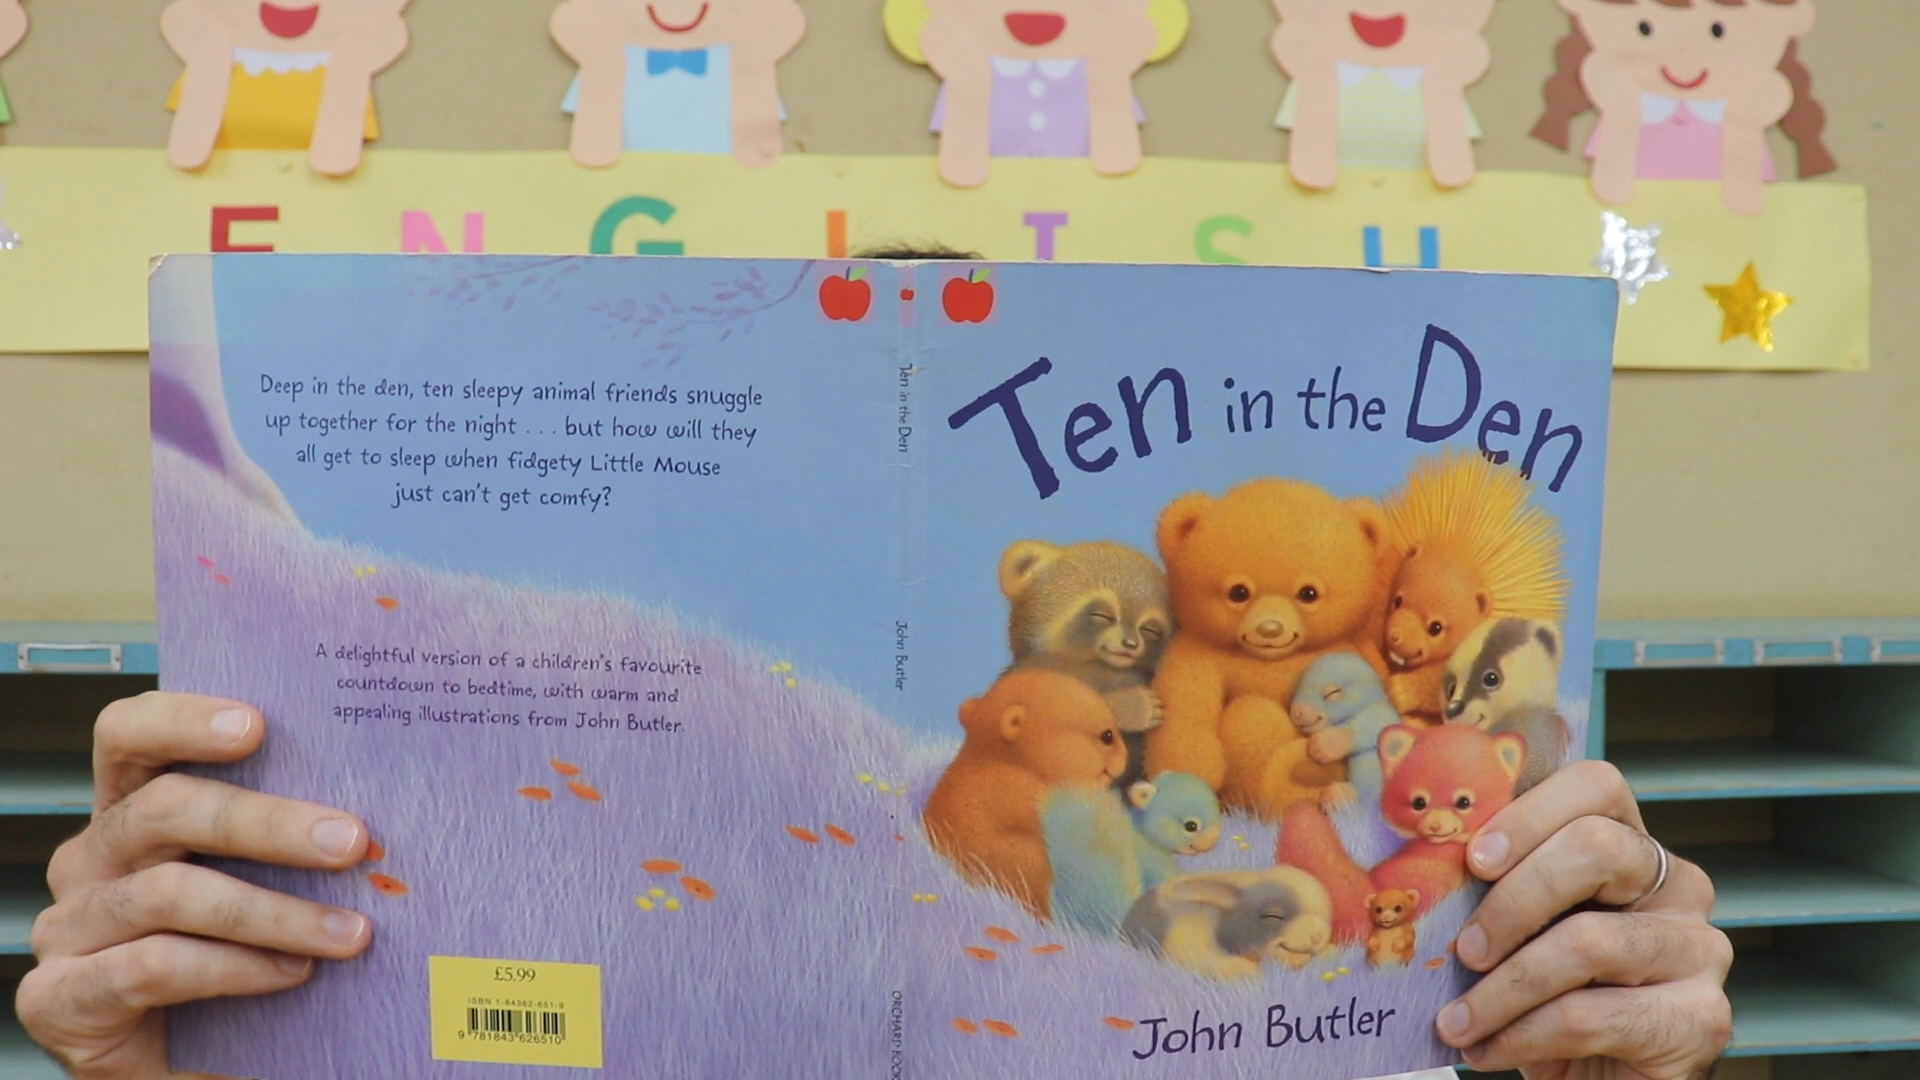 ENGLISH
Deep in the den, ten sleepy animal friends snuggle
up together for the night . . . but how will they
all get to sleep when fidgety Little Mouse
just can't get comfy?
A delightful version of a children's favourite
countdown to bedtime, with warm and
appealing illustrations from John Butler.
£5.99
ISBN 1-84362-651-9
9 781843 626510
Ten in the Den
John Butler
ORCHARD BOOK
Ten in the Den
John Butler